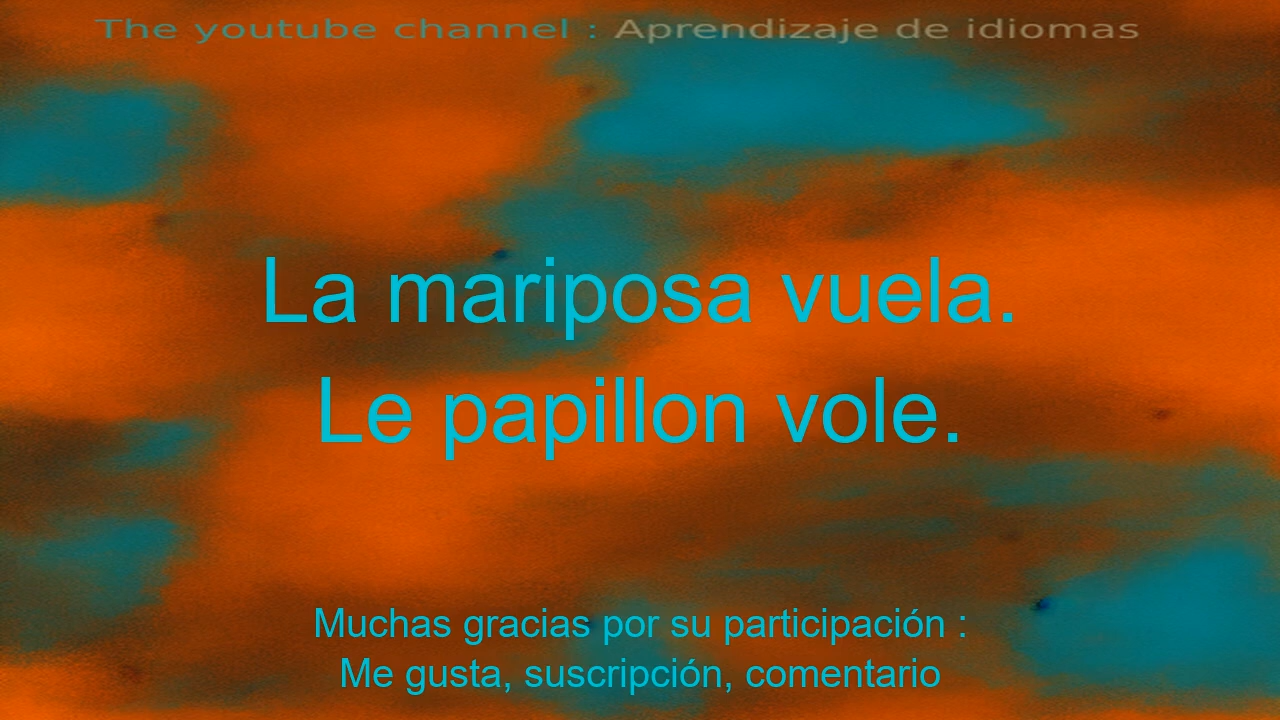 The youtube channel : Aprendizaje de idiomas
La mariposa vuela.
Le papillon vole.
Muchas gracias por su participación :
Me gusta, suscripción, comentario